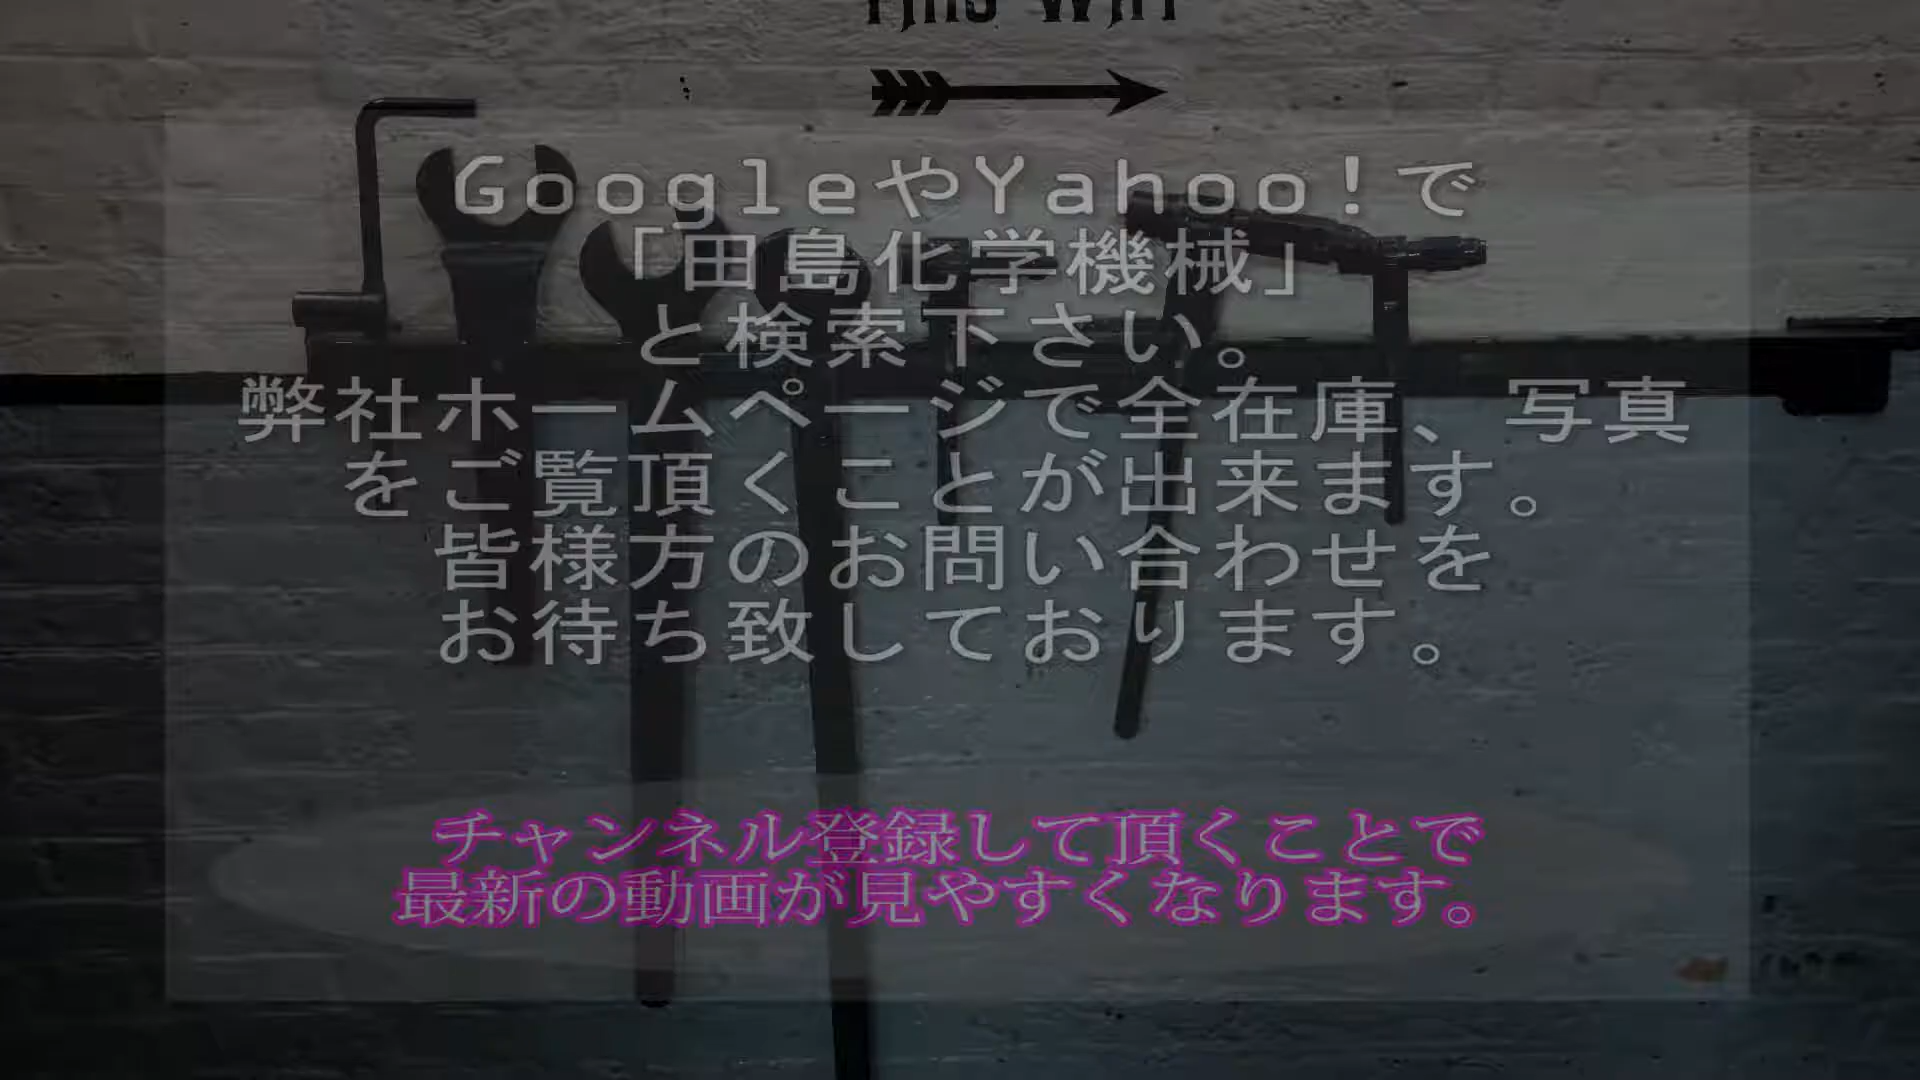 THIS WAY
GoogleやYahoo!で
「田島化学機械」
と検索下さい。
弊社ホームページで全在庫、写真
をご覧頂くことが出来ます。
皆様方のお問い合わせを
お待ち致しております。
チャンネル登録して頂くことで
最新の動画が見やすくなります。